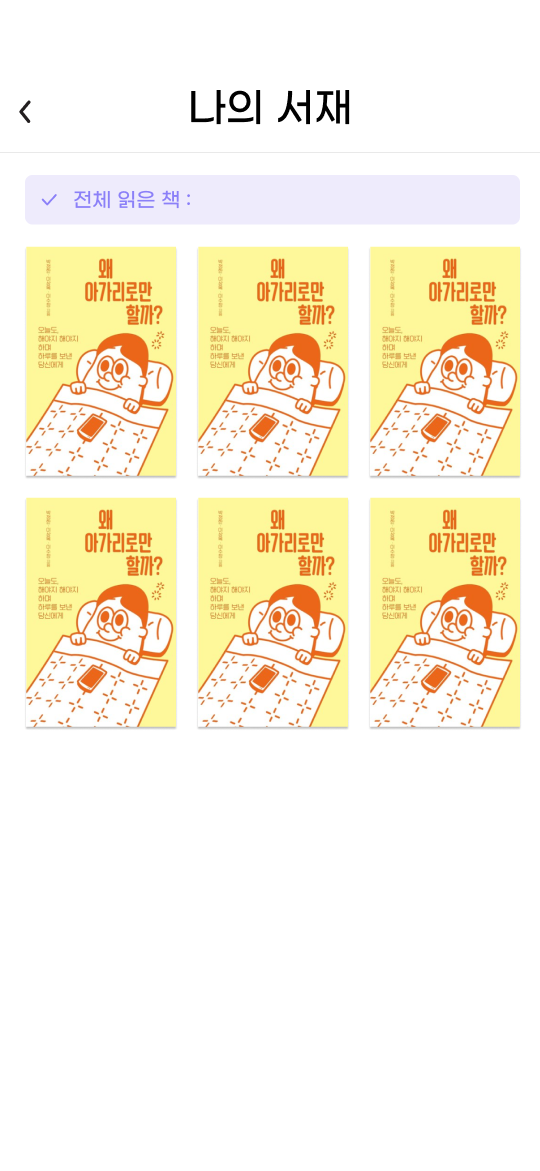 나의 서재
전체 읽은 책 :
왜
아가리로만
할까?
오늘도,
해야지 해야지
하며
하루를 보낸
당신에게
왜
아가리로만
할까?
오늘도,
해야지 해야지
하며
하루를 보낸
당신에게
왜
아가리로만
할까?
오늘도,
해야지 해야지
하며
하루를 보낸
당신에게
왜
아가리로만
할까?
오늘도,
해야지 해야지
하며
하루를 보낸
당신에게
왜
아가리로만
할까?
오늘도,
해야지 해야지
하며
하루를 보낸
당신에게
왜
아가리로만
할까?
오늘도,
해야지 해야지
하며
하루를 보낸
당신에게